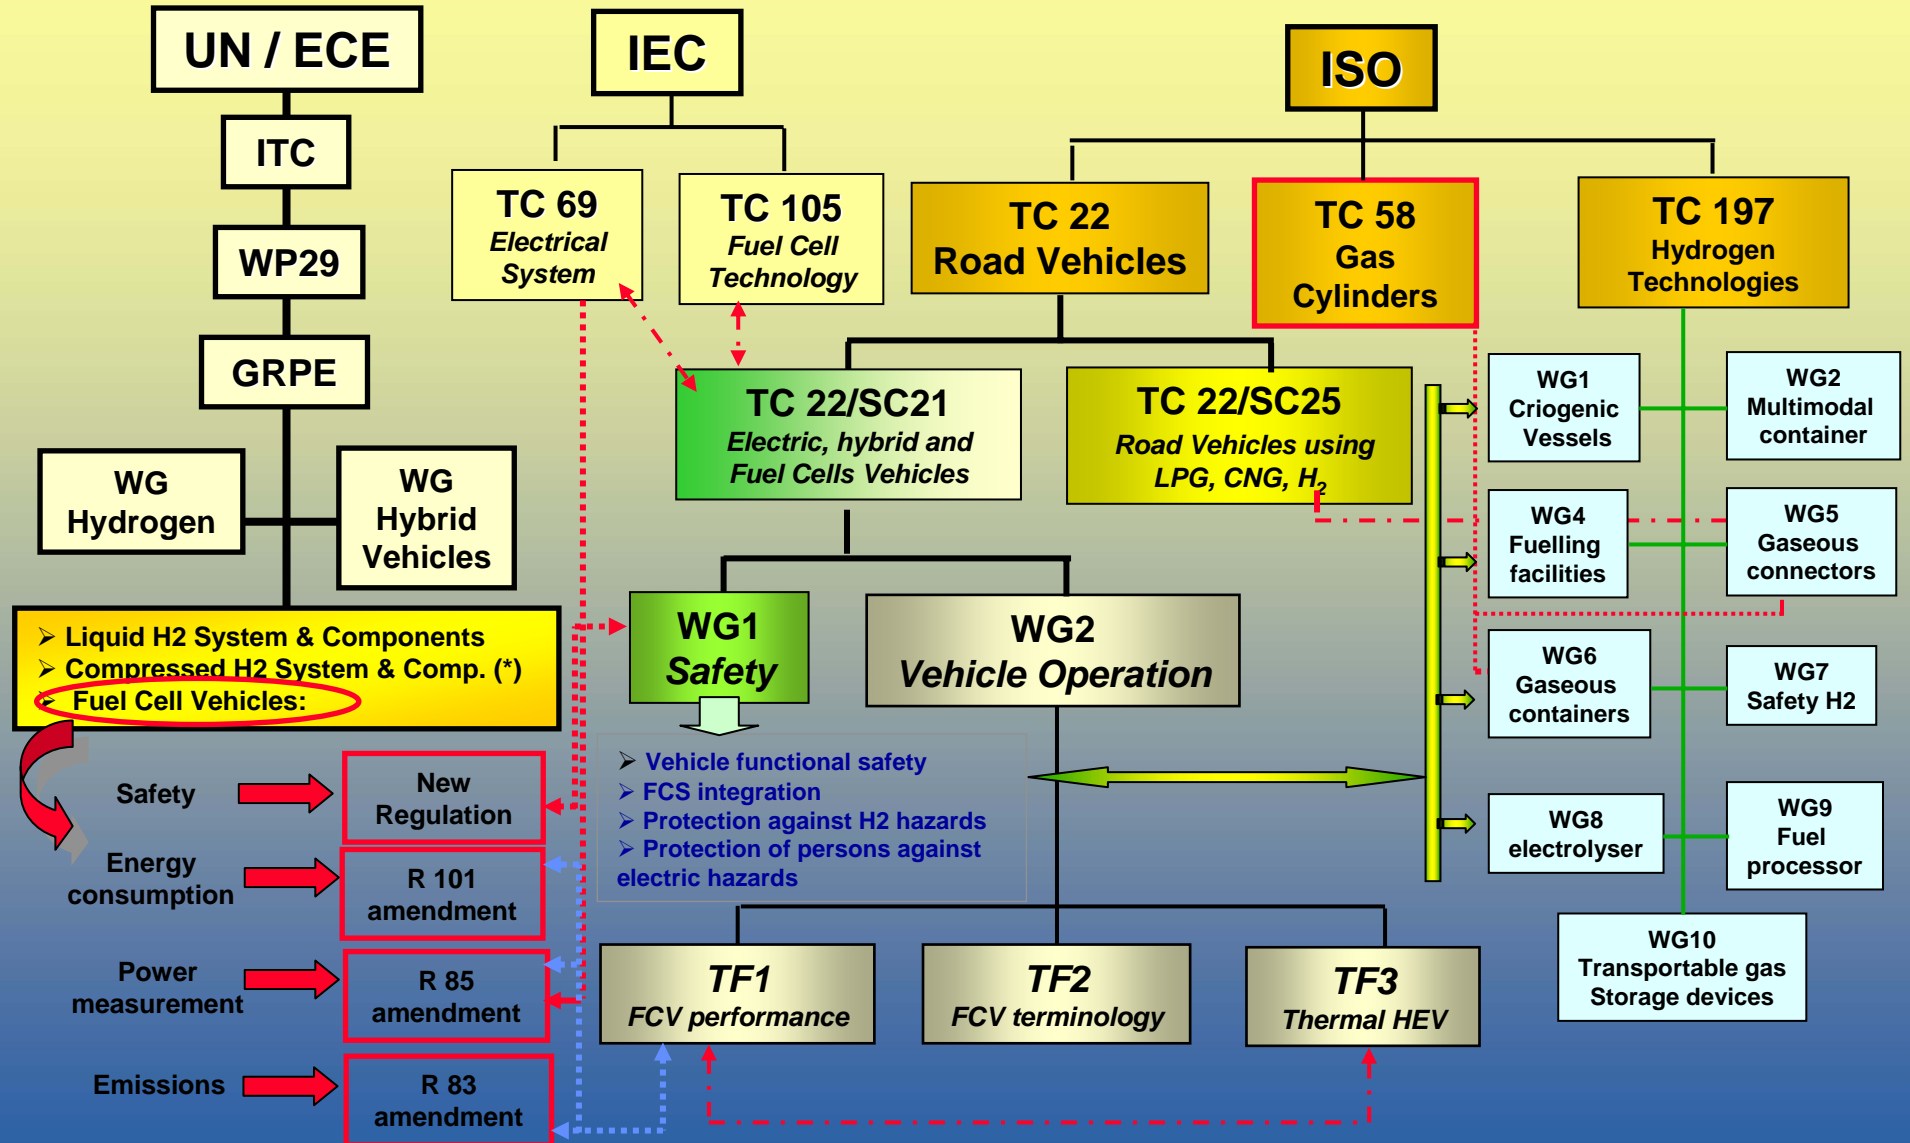 UN / ECE
IEC
ISO
ITC
WP29
GRPE
WG
Hydrogen
WG
Hybrid
Vehicles
➢ Liquid H2 System & Components
➢ Compressed H2 System & Comp. (*)
➢ Fuel Cell Vehicles:
Safety
New
Regulation
Energy
consumption
R 101
amendment
Power
measurement
R 85
amendment
Emissions
R 83
amendment
TC 69
Electrical
System
TC 105
Fuel Cell
Technology
TC 22
Road Vehicles
TC 58
Gas
Cylinders
TC 197
Hydrogen
Technologies
TC 22/SC21
Electric, hybrid and
Fuel Cells Vehicles
TC 22/SC25
Road Vehicles using
LPG, CNG, H2
WG1
Safety
WG2
Vehicle Operation
➢ Vehicle functional safety
➢ FCS integration
➢ Protection against H2 hazards
➢ Protection of persons against
electric hazards
TF1
FCV performance
TF2
FCV terminology
TF3
Thermal HEV
WG1
Criogenic
Vessels
WG2
Multimodal
container
WG4
Fuelling
facilities
WG5
Gaseous
connectors
WG6
Gaseous
containers
WG7
Safety H2
WG8
electrolyser
WG9
Fuel
processor
WG10
Transportable gas
Storage devices